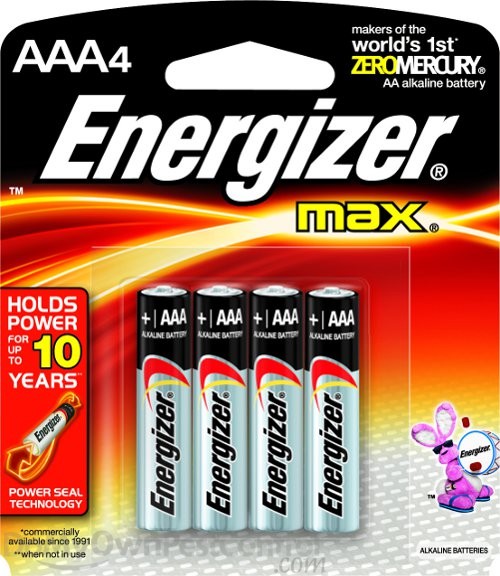 AAA4
makers of the
world's 1st*
ZEROMERCURY®
AA alkaline battery
Energizer®
™
max®
HOLDS
POWER
FOR UP TO 10
YEARS**
Energizer
POWER SEAL
TECHNOLOGY
*commercially
available since 1991
**when not in use
+ | AAA
ALKALINE BATTERY
Energizer
+ | AAA
ALKALINE BATTERY
Energizer
+ | AAA
ALKALINE BATTERY
Energizer
+ | AAA
ALKALINE BATTERY
Energizer
Energizer
™
ALKALINE BATTERIES
.com